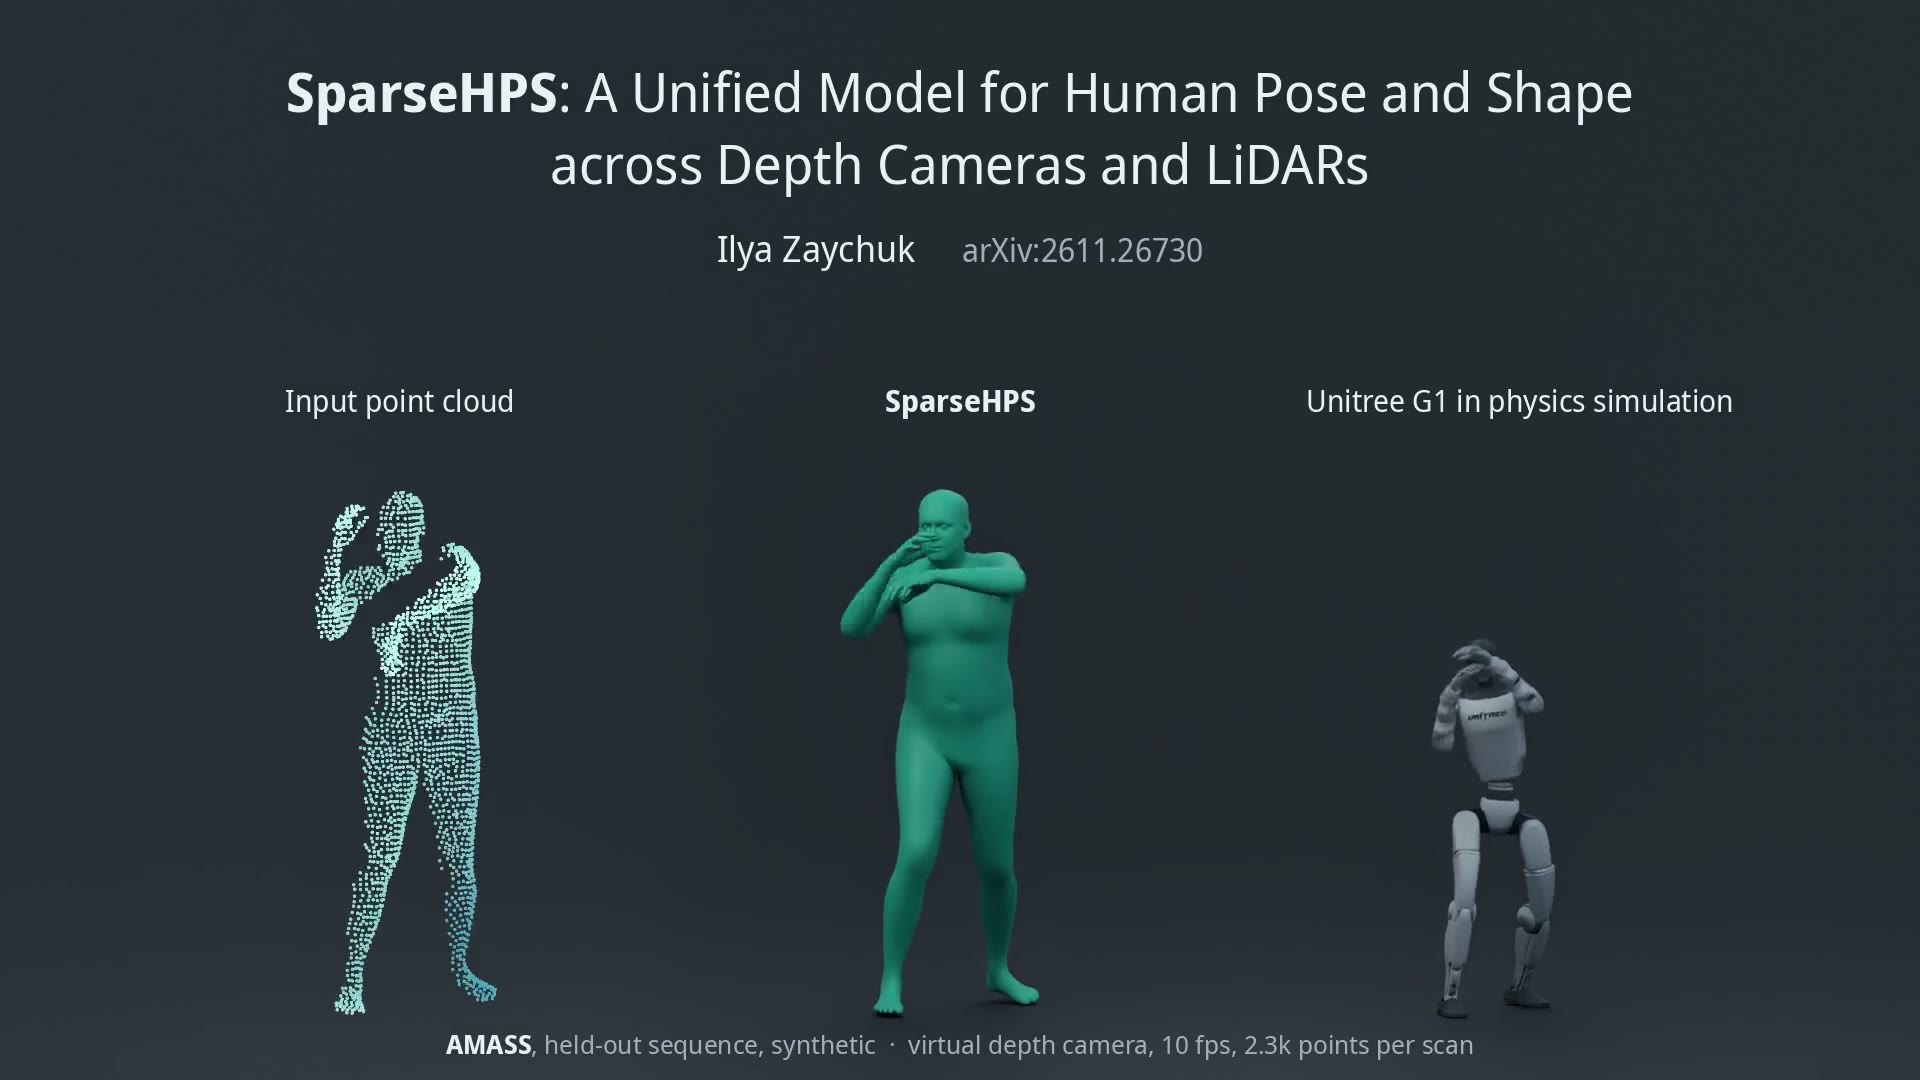 SparseHPS: A Unified Model for Human Pose and Shape
across Depth Cameras and LiDARs
Ilya Zaychuk arXiv:2611.26730
Input point cloud
SparseHPS
Unitree G1 in physics simulation
UNITREE
AMASS, held-out sequence, synthetic · virtual depth camera, 10 fps, 2.3k points per scan